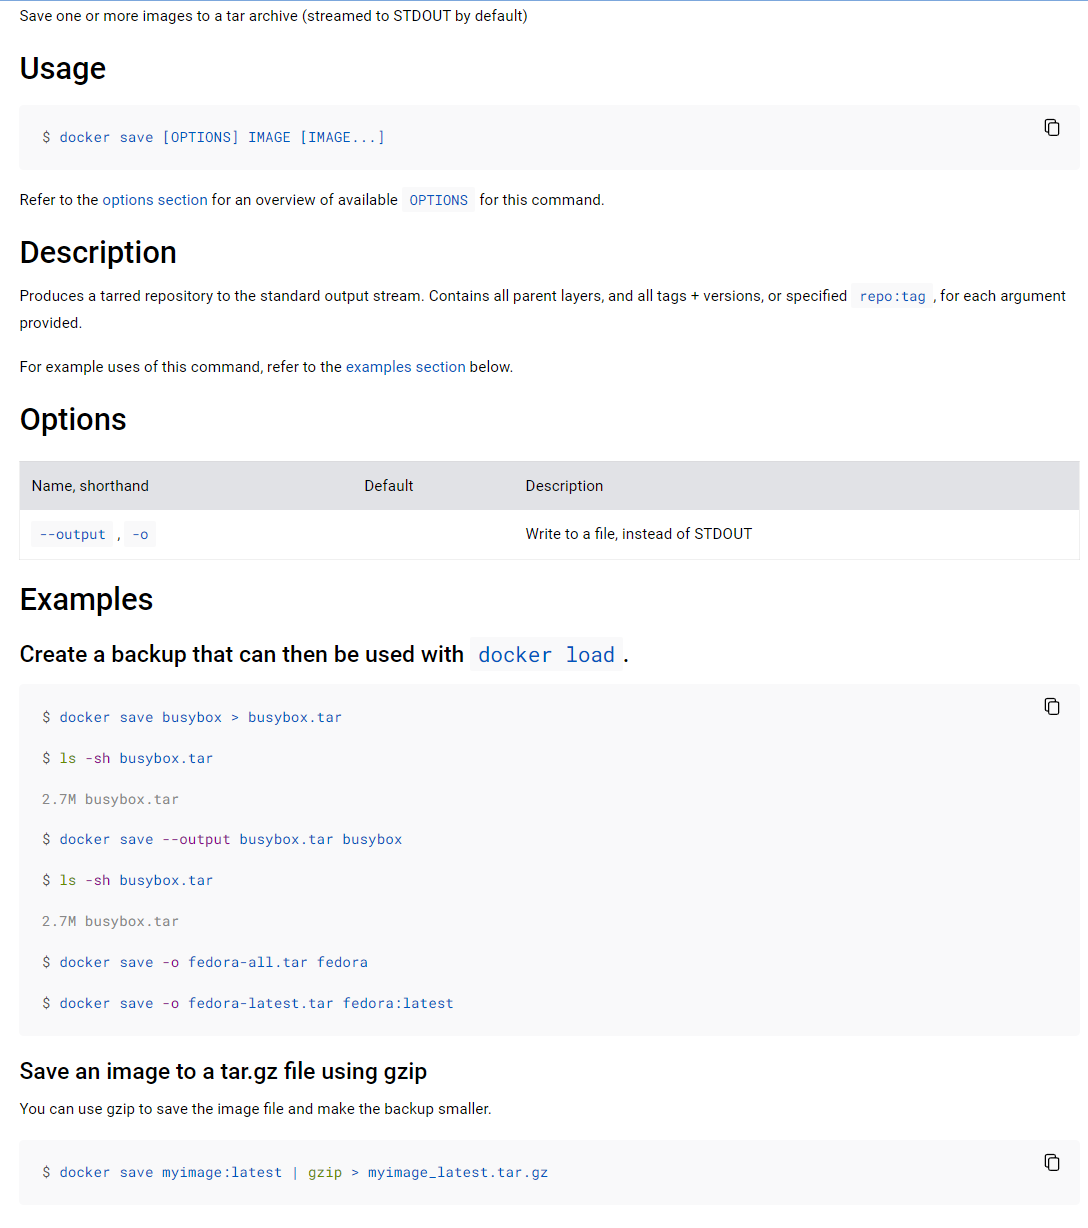 Save one or more images to a tar archive (streamed to STDOUT by default)
Usage
$ docker save [OPTIONS] IMAGE [IMAGE...]
Refer to the options section for an overview of available OPTIONS for this command.
Description
Produces a tarred repository to the standard output stream. Contains all parent layers, and all tags + versions, or specified repo:tag , for each argument
provided.
For example uses of this command, refer to the examples section below.
Options
Name, shorthand Default Description
--output , -o Write to a file, instead of STDOUT
Examples
Create a backup that can then be used with docker load .
$ docker save busybox > busybox.tar
$ ls -sh busybox.tar
2.7M busybox.tar
$ docker save --output busybox.tar busybox
$ ls -sh busybox.tar
2.7M busybox.tar
$ docker save -o fedora-all.tar fedora
$ docker save -o fedora-latest.tar fedora:latest
Save an image to a tar.gz file using gzip
You can use gzip to save the image file and make the backup smaller.
$ docker save myimage:latest | gzip > myimage_latest.tar.gz